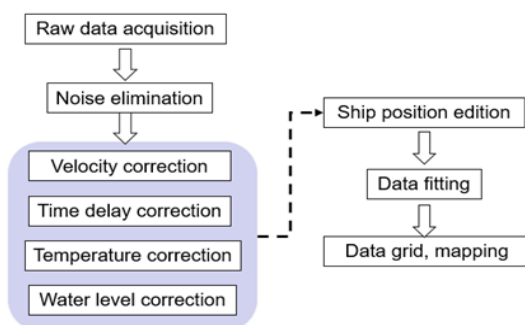 Raw data acquisition
Noise elimination
Velocity correction
Time delay correction
Temperature correction
Water level correction
Ship position edition
Data fitting
Data grid, mapping